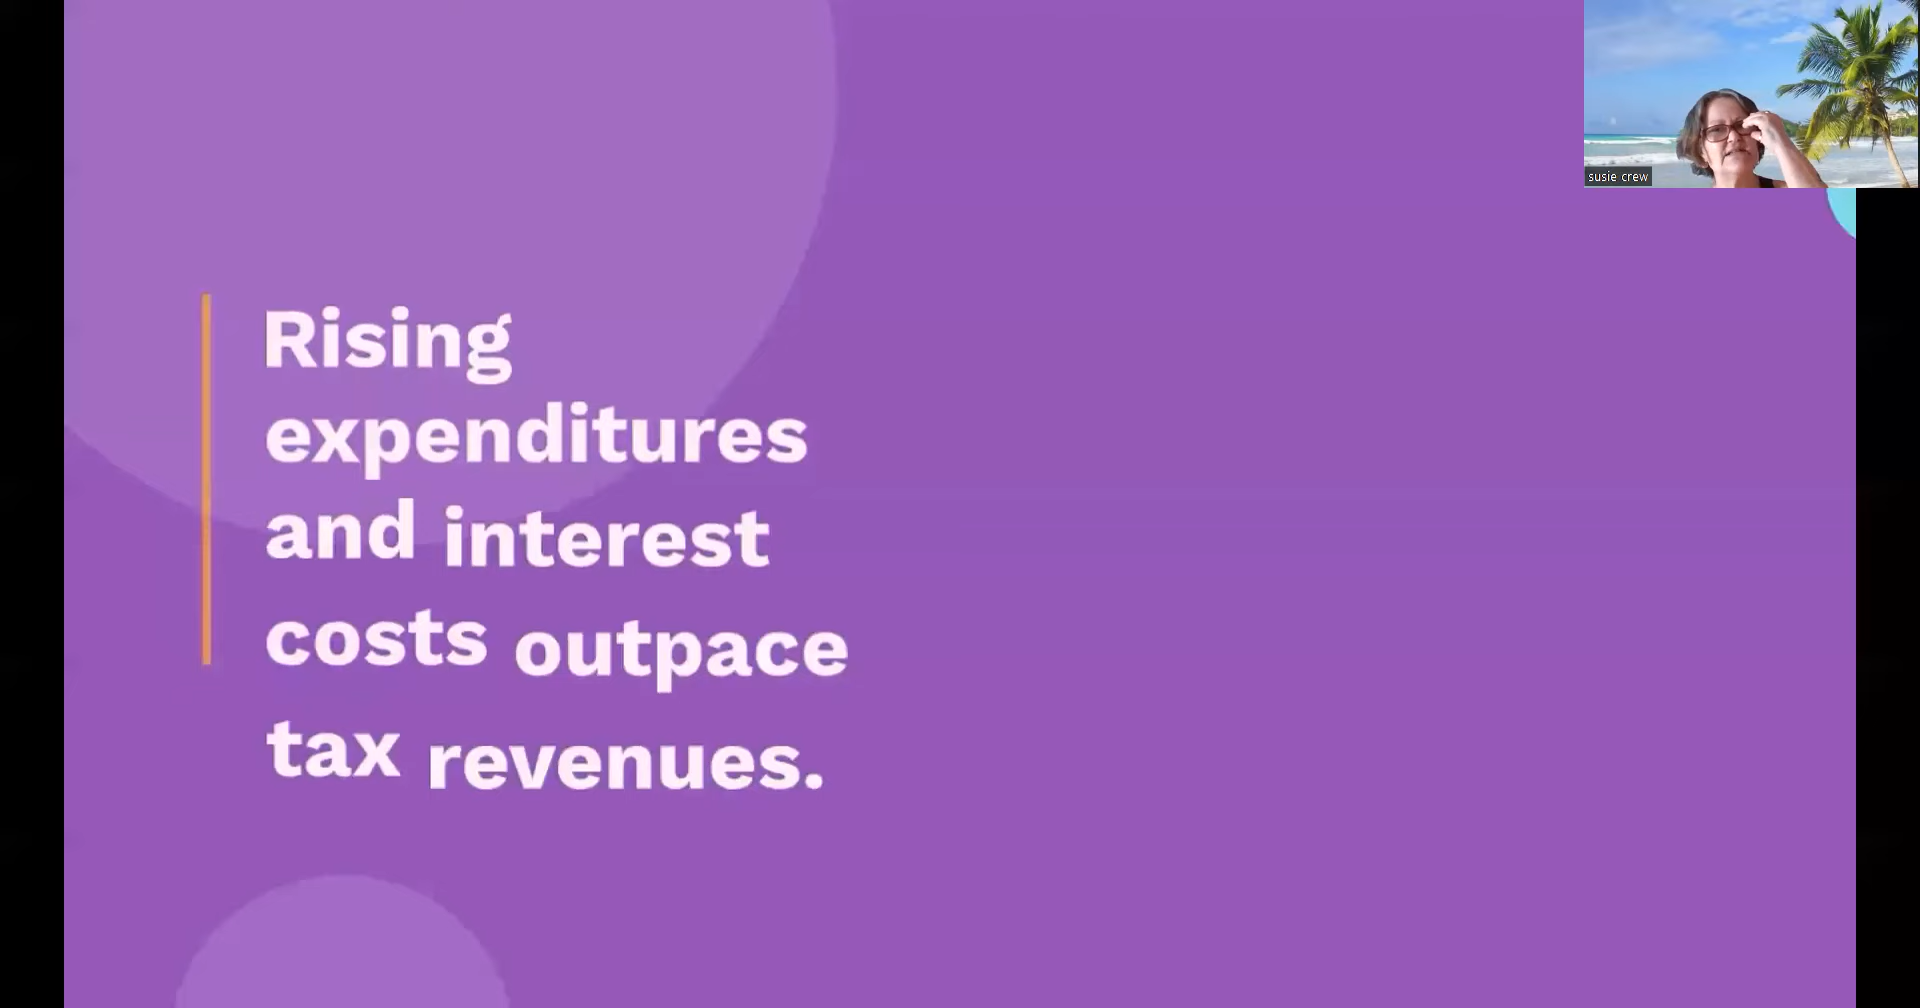 susie crew
Rising
expenditures
and interest
costs outpace
tax revenues.